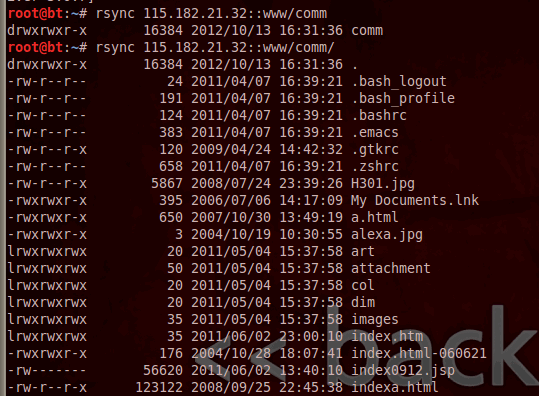 root@bt:~# rsync 115.182.21.32::www/comm
drwxrwxr-x 16384 2012/10/13 16:31:36 comm
root@bt:~# rsync 115.182.21.32::www/comm/
drwxrwxr-x 16384 2012/10/13 16:31:36 .
-rw-r--r-- 24 2011/04/07 16:39:21 .bash_logout
-rw-r--r-- 191 2011/04/07 16:39:21 .bash_profile
-rw-r--r-- 124 2011/04/07 16:39:21 .bashrc
-rw-r--r-- 383 2011/04/07 16:39:21 .emacs
-rw-r--r-x 120 2009/04/24 14:42:32 .gtkrc
-rw-r--r-- 658 2011/04/07 16:39:21 .zshrc
-rw-r--r-x 5867 2008/07/24 23:39:26 H301.jpg
-rwxrwxr-x 395 2006/07/06 14:17:09 My Documents.lnk
-rwxrwxr-x 650 2007/10/30 13:49:19 a.html
-rwxrwxr-x 3 2004/10/19 10:30:55 alexa.jpg
lrwxrwxrwx 20 2011/05/04 15:37:58 art
lrwxrwxrwx 50 2011/05/04 15:37:58 attachment
lrwxrwxrwx 20 2011/05/04 15:37:58 col
lrwxrwxrwx 20 2011/05/04 15:37:58 dim
lrwxrwxrwx 35 2011/05/04 15:37:58 images
lrwxrwxrwx 35 2011/06/02 23:00:10 index.htm
-rwxrwxr-x 176 2004/10/28 18:07:41 index.html-060621
-rw------- 56620 2011/06/02 13:40:10 index0912.jsp
-rw-r--r-x 123122 2008/09/25 22:45:38 indexa.html
<< back